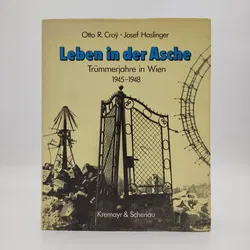 Otto R. Croÿ · Josef Haslinger
Leben in der Asche
Trümmerjahre in Wien
1945-1948
Kremayr & Scheriau